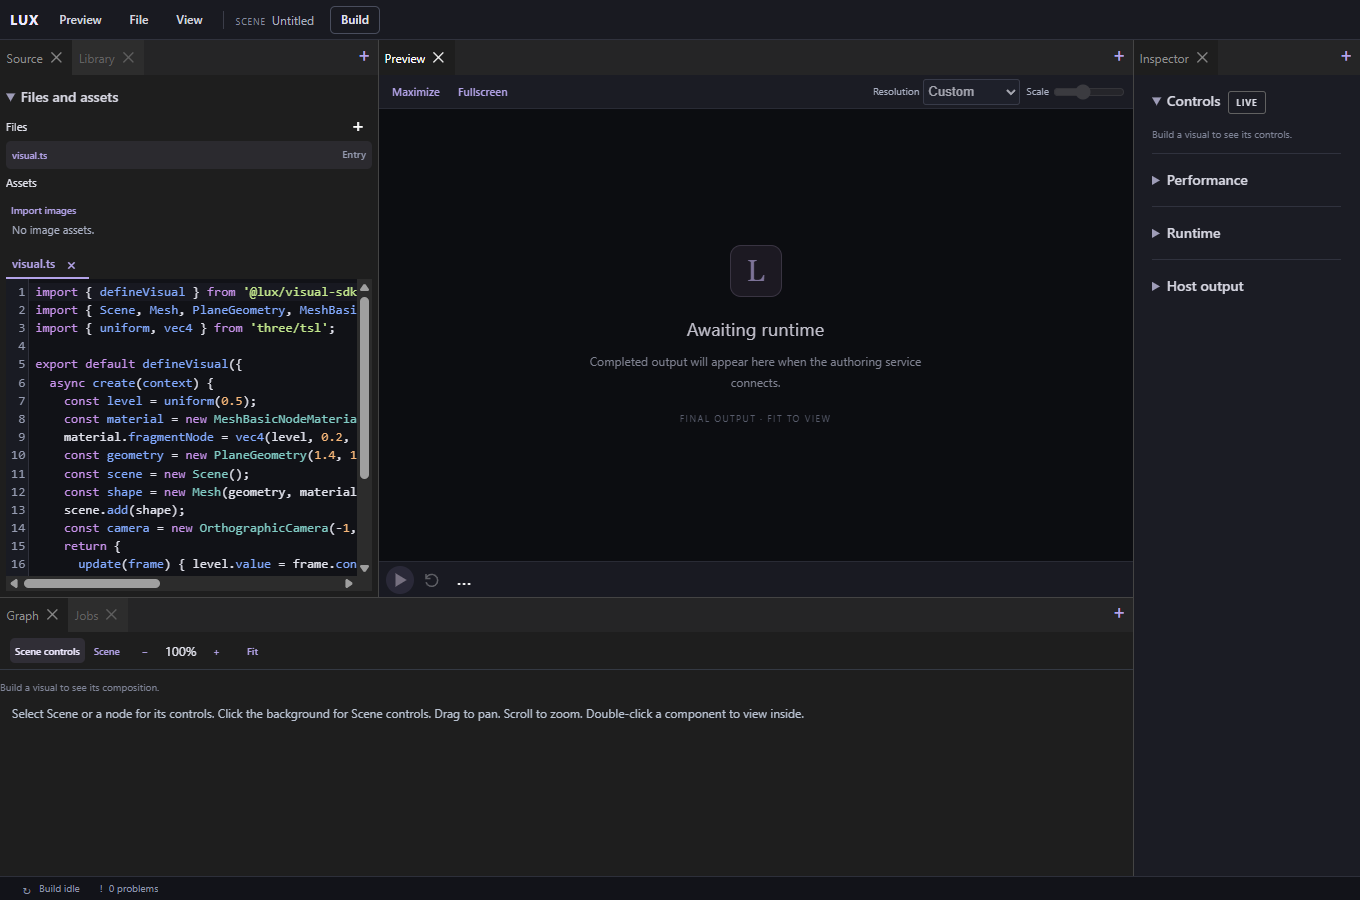 LUX Preview File View SCENE Untitled Build
Source Library +
Files and assets
Files +
visual.ts Entry
Assets
Import images
No image assets.
visual.ts ×
1 import { defineVisual } from '@lux/visual-sdk
2 import { Scene, Mesh, PlaneGeometry, MeshBasi
3 import { uniform, vec4 } from 'three/tsl';
4
5 export default defineVisual({
6 async create(context) {
7 const level = uniform(0.5);
8 const material = new MeshBasicNodeMateria
9 material.fragmentNode = vec4(level, 0.2,
10 const geometry = new PlaneGeometry(1.4, 1
11 const scene = new Scene();
12 const shape = new Mesh(geometry, material
13 scene.add(shape);
14 const camera = new OrthographicCamera(-1,
15 return {
16 update(frame) { level.value = frame.con
Preview +
Maximize Fullscreen Resolution Custom Scale
L
Awaiting runtime
Completed output will appear here when the authoring service
connects.
FINAL OUTPUT · FIT TO VIEW
...
Inspector +
Controls LIVE
Build a visual to see its controls.
Performance
Runtime
Host output
Graph Jobs +
Scene controls Scene − 100% + Fit
Build a visual to see its composition.
Select Scene or a node for its controls. Click the background for Scene controls. Drag to pan. Scroll to zoom. Double-click a component to view inside.
Build idle ! 0 problems